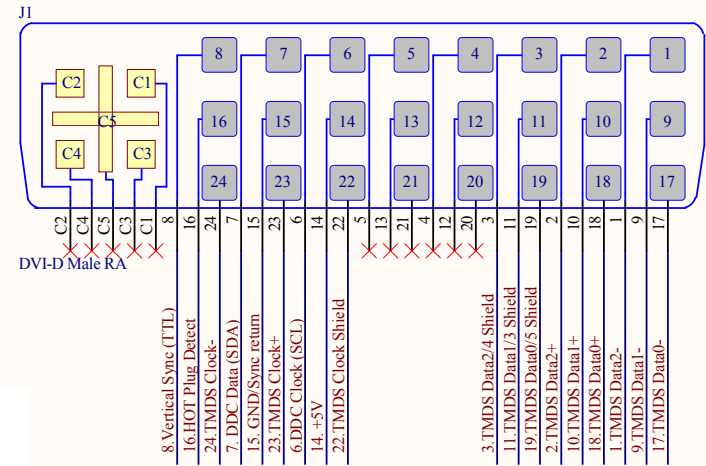 J1
8 7 6 5 4 3 2 1
C2 C1
C5
16 15 14 13 12 11 10 9
C4 C3
24 23 22 21 20 19 18 17
C2 C4 C5 C3 C1 8 16 24 7 15 23 6 14 22 5 13 21 4 12 20 3 11 19 2 10 18 1 9 17
DVI-D Male RA
8.Vertical Sync (TTL)
16.HOT Plug Detect
24.TMDS Clock-
7. DDC Data (SDA)
15. GND/Sync return
23.TMDS Clock+
6.DDC Clock (SCL)
14. +5V
22.TMDS Clock Shield
3.TMDS Data2/4 Shield
11.TMDS Data1/3 Shield
19.TMDS Data0/5 Shield
2.TMDS Data2+
10.TMDS Data1+
18.TMDS Data0+
1.TMDS Data2-
9.TMDS Data1-
17.TMDS Data0-